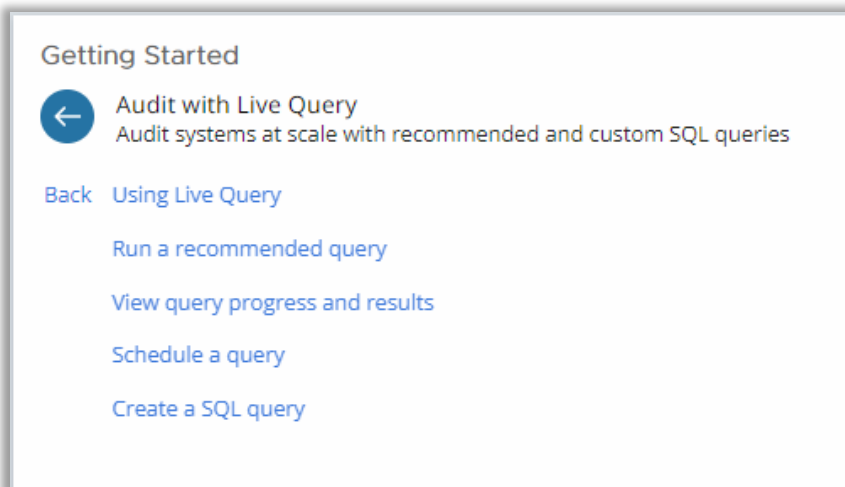 Getting Started
Audit with Live Query
Audit systems at scale with recommended and custom SQL queries
Back Using Live Query
Run a recommended query
View query progress and results
Schedule a query
Create a SQL query